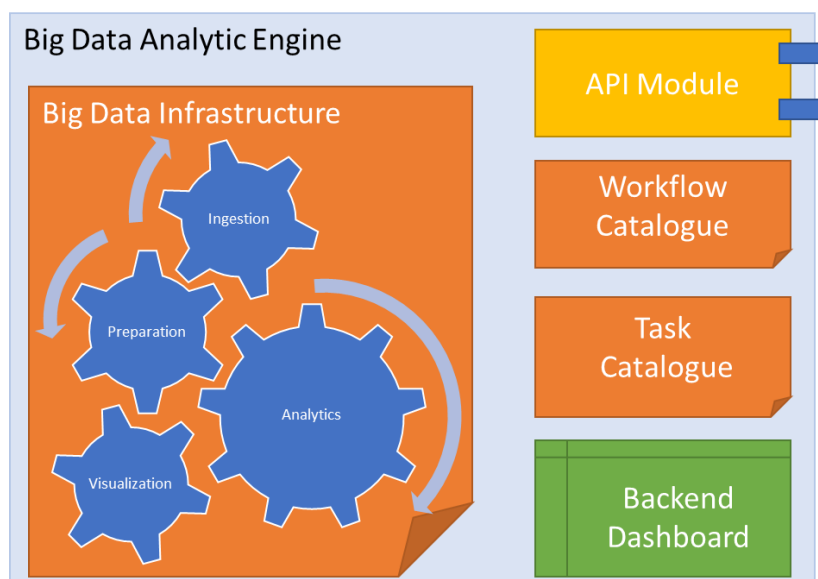 Big Data Analytic Engine
Big Data Infrastructure
Ingestion
Preparation
Analytics
Visualization
API Module
Workflow
Catalogue
Task
Catalogue
Backend
Dashboard